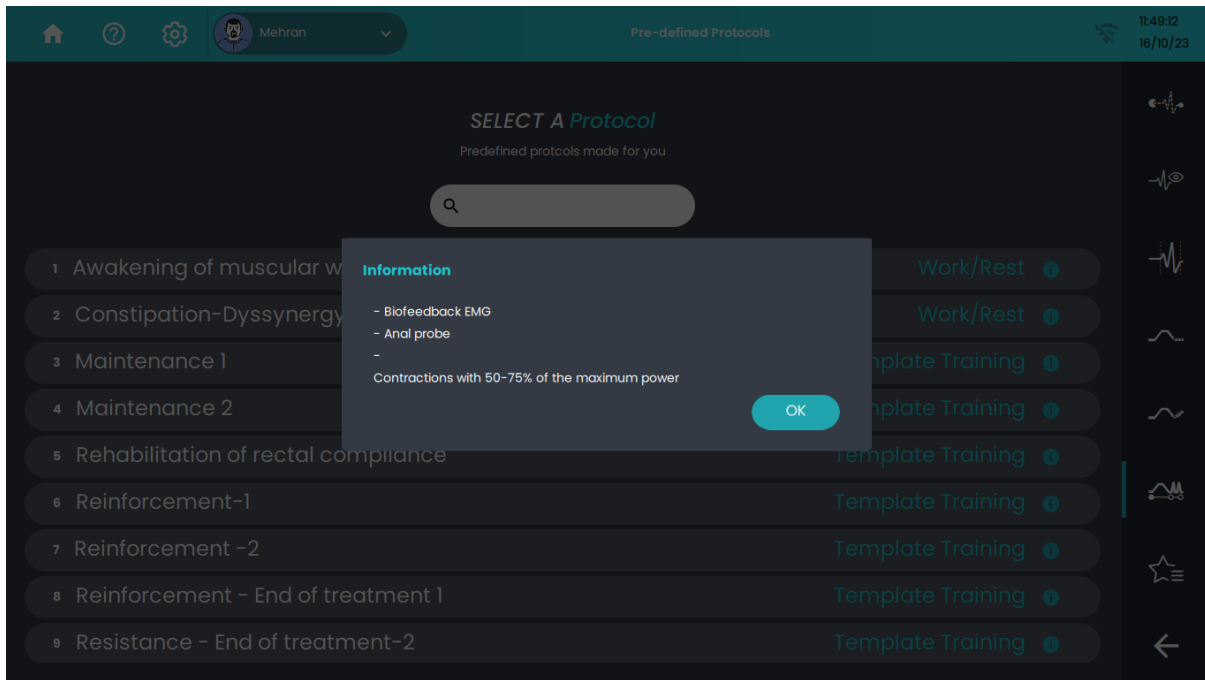 Mehran
Pre-defined Protocols
11:49:12
16/10/23
SELECT A Protocol
Predefined protcols made for you
1 Awakening of muscular w
Work/Rest
2 Constipation-Dyssynergy
Work/Rest
3 Maintenance 1
nplate Training
4 Maintenance 2
nplate Training
5 Rehabilitation of rectal compliance
Template Training
6 Reinforcement-1
Template Training
7 Reinforcement -2
Template Training
8 Reinforcement - End of treatment 1
Template Training
9 Resistance - End of treatment-2
Template Training
Information
- Biofeedback EMG
- Anal probe
-
Contractions with 50-75% of the maximum power
OK